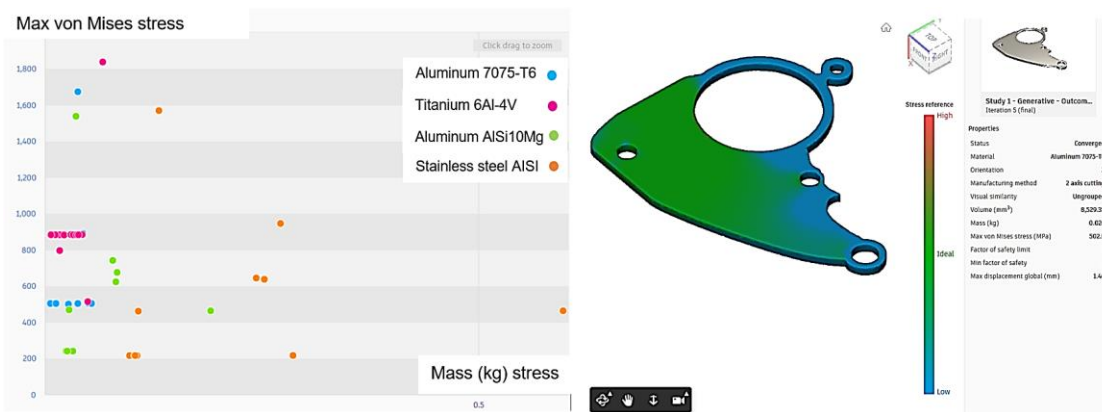 Max von Mises stress
Click drag to zoom
1,800
1,600
1,400
1,200
1,000
800
600
400
200
0
0.5
Aluminum 7075-T6
Titanium 6Al-4V
Aluminum AlSi10Mg
Stainless steel AISI
Mass (kg) stress
TOP
FRONT
RIGHT
Stress reference
High
Ideal
Low
Study 1 - Generative - Outcom...
Iteration 5 (final)
Properties
Status Converge
Material Aluminum 7075-T
Orientation
Manufacturing method 2 axis cutting
Visual similarity Ungroupe
Volume (mm³) 8,529.3
Mass (kg) 0.02
Max von Mises stress (MPa) 502.
Factor of safety limit
Min factor of safety
Max displacement global (mm) 1.4